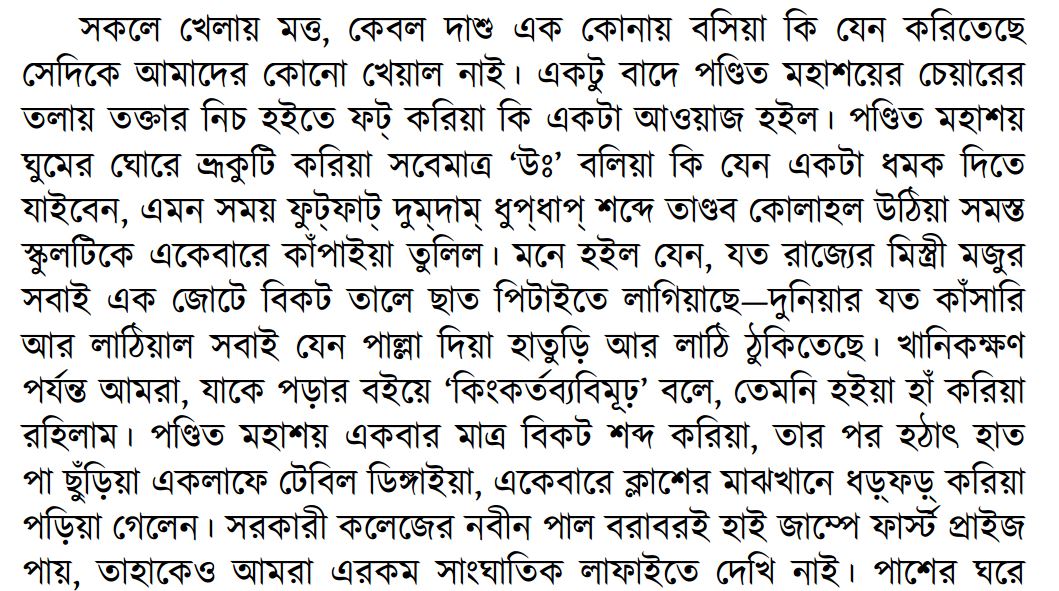 সকলে খেলায় মত্ত, কেবল দাশু এক কোনায় বসিয়া কি যেন করিতেছে
সেদিকে আমাদের কোনো খেয়াল নাই। একটু বাদে পণ্ডিত মহাশয়ের চেয়ারের
তলায় তক্তার নিচ হইতে ফট্ করিয়া কি একটা আওয়াজ হইল। পণ্ডিত মহাশয়
ঘুমের ঘোরে ভ্রূকুটি করিয়া সবেমাত্র ‘উঃ’ বলিয়া কি যেন একটা ধমক দিতে
যাইবেন, এমন সময় ফুট্‌ফাট্ দুম্‌দাম্ ধুপ্‌ধাপ্ শব্দে তাণ্ডব কোলাহল উঠিয়া সমস্ত
স্কুলটিকে একেবারে কাঁপাইয়া তুলিল। মনে হইল যেন, যত রাজ্যের মিস্ত্রী মজুর
সবাই এক জোটে বিকট তালে ছাত পিটাইতে লাগিয়াছে—দুনিয়ার যত কাঁসারি
আর লাঠিয়াল সবাই যেন পাল্লা দিয়া হাতুড়ি আর লাঠি ঠুকিতেছে। খানিকক্ষণ
পর্যন্ত আমরা, যাকে পড়ার বইয়ে ‘কিংকর্তব্যবিমূঢ়’ বলে, তেমনি হইয়া হাঁ করিয়া
রহিলাম। পণ্ডিত মহাশয় একবার মাত্র বিকট শব্দ করিয়া, তার পর হঠাৎ হাত
পা ছুঁড়িয়া একলাফে টেবিল ডিঙ্গাইয়া, একেবারে ক্লাশের মাঝখানে ধড়্‌ফড়্ করিয়া
পড়িয়া গেলেন। সরকারী কলেজের নবীন পাল বরাবরই হাই জাম্পে ফার্স্ট প্রাইজ
পায়, তাহাকেও আমরা এরকম সাংঘাতিক লাফাইতে দেখি নাই। পাশের ঘরে